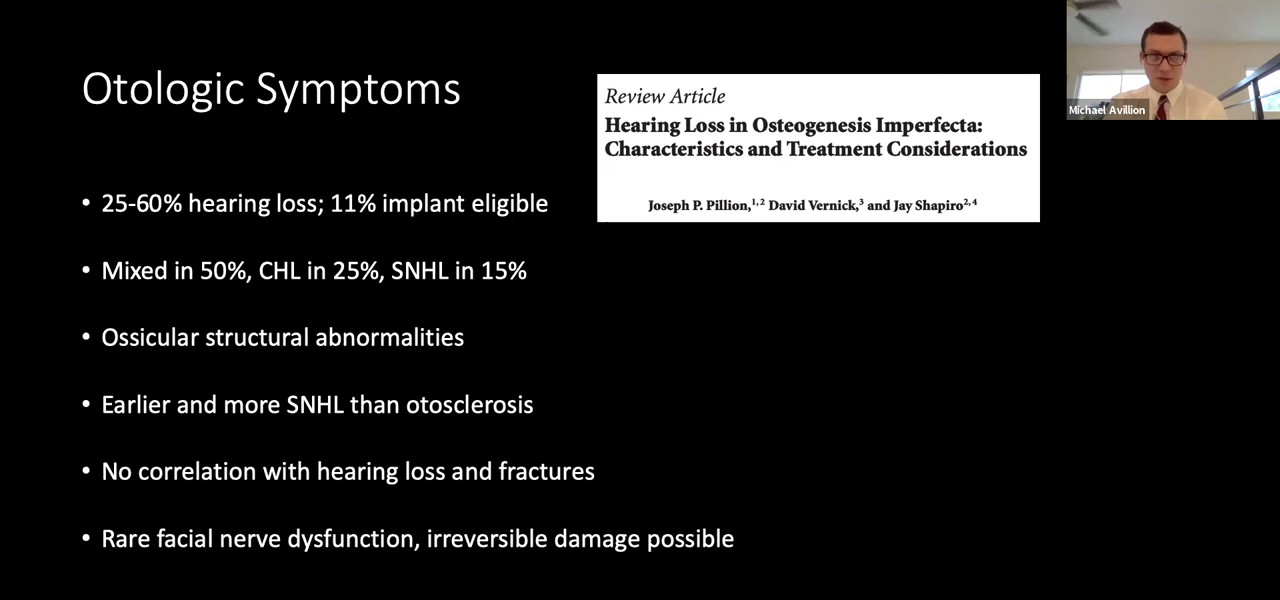 Otologic Symptoms
Review Article
Hearing Loss in Osteogenesis Imperfecta:
Characteristics and Treatment Considerations
Joseph P. Pillion,1,2 David Vernick,3 and Jay Shapiro2,4
Michael Avillion
• 25-60% hearing loss; 11% implant eligible
• Mixed in 50%, CHL in 25%, SNHL in 15%
• Ossicular structural abnormalities
• Earlier and more SNHL than otosclerosis
• No correlation with hearing loss and fractures
• Rare facial nerve dysfunction, irreversible damage possible